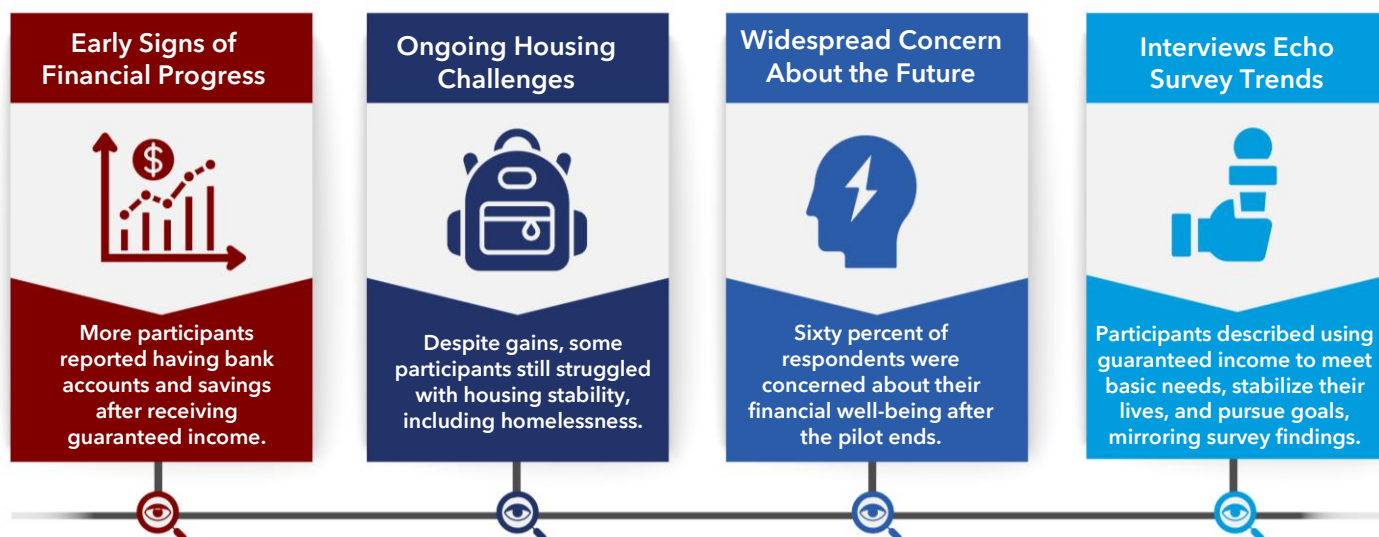 Early Signs of
Financial Progress
$
More participants
reported having bank
accounts and savings
after receiving
guaranteed income.
Ongoing Housing
Challenges
Despite gains, some
participants still struggled
with housing stability,
including homelessness.
Widespread Concern
About the Future
Sixty percent of
respondents were
concerned about their
financial well-being after
the pilot ends.
Interviews Echo
Survey Trends
Participants described using
guaranteed income to meet
basic needs, stabilize their
lives, and pursue goals,
mirroring survey findings.